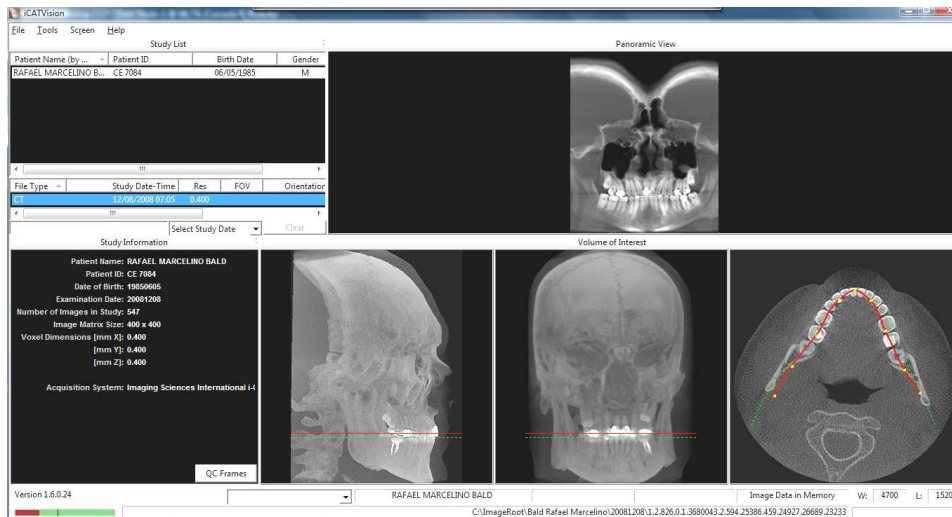 iCATVision
File Tools Screen Help
Study List
Panoramic View
Patient Name (by ... Patient ID Birth Date Gender
RAFAEL MARCELINO B... CE 7084 06/05/1985 M
File Type Study Date-Time Res FOV Orientation
CT 12/08/2008 07:05 0.400
Select Study Date Clear
Study Information
Volume of Interest
Patient Name: RAFAEL MARCELINO BALD
Patient ID: CE 7084
Date of Birth: 19850605
Examination Date: 20081208
Number of Images in Study: 547
Image Matrix Size: 400 x 400
Voxel Dimensions [mm X]: 0.400
[mm Y]: 0.400
[mm Z]: 0.400
Acquisition System: Imaging Sciences International i-(
QC Frames
Version 1.6.0.24 RAFAEL MARCELINO BALD Image Data in Memory W: 4700 L: 1520
C:\ImageRoot\Bald Rafael Marcelino\20081208\1.2.826.0.1.3680043.2.594.25386.459.24927.26689.23233